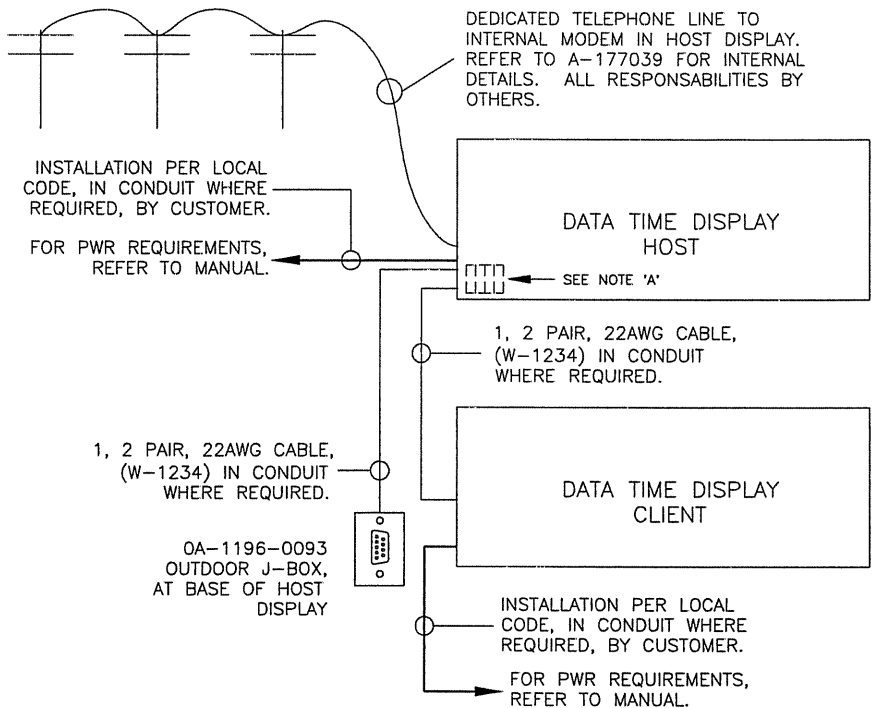 DEDICATED TELEPHONE LINE TO
INTERNAL MODEM IN HOST DISPLAY.
REFER TO A-177039 FOR INTERNAL
DETAILS. ALL RESPONSABILITIES BY
OTHERS.
INSTALLATION PER LOCAL
CODE, IN CONDUIT WHERE
REQUIRED, BY CUSTOMER.
FOR PWR REQUIREMENTS,
REFER TO MANUAL.
DATA TIME DISPLAY
HOST
SEE NOTE 'A'
1, 2 PAIR, 22AWG CABLE,
(W-1234) IN CONDUIT
WHERE REQUIRED.
1, 2 PAIR, 22AWG CABLE,
(W-1234) IN CONDUIT
WHERE REQUIRED.
DATA TIME DISPLAY
CLIENT
0A-1196-0093
OUTDOOR J-BOX,
AT BASE OF HOST
DISPLAY
INSTALLATION PER LOCAL
CODE, IN CONDUIT WHERE
REQUIRED, BY CUSTOMER.
FOR PWR REQUIREMENTS,
REFER TO MANUAL.